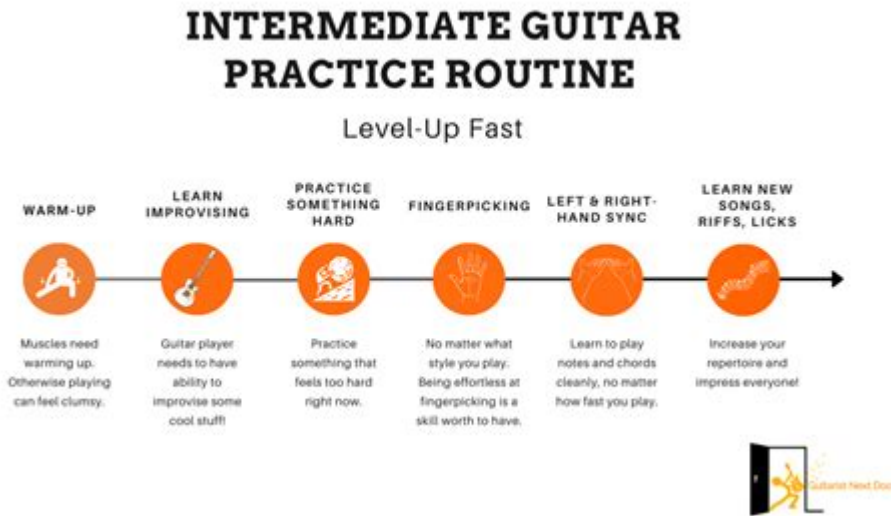 INTERMEDIATE GUITAR
PRACTICE ROUTINE
Level-Up Fast
WARM-UP
Muscles need
warming up.
Otherwise playing
can feel clumsy.
LEARN
IMPROVISING
Guitar player
needs to have
ability to
improvise some
cool stuff!
PRACTICE
SOMETHING
HARD
Practice
something that
feels too hard
right now.
FINGERPICKING
No matter what
style you play.
Being effortless at
fingerpicking is a
skill worth to have.
LEFT & RIGHT-
HAND SYNC
Learn to play
notes and chords
cleanly, no matter
how fast you play.
LEARN NEW
SONGS,
RIFFS, LICKS
Increase your
repertoire and
impress everyone!
Guitarist Next Doo